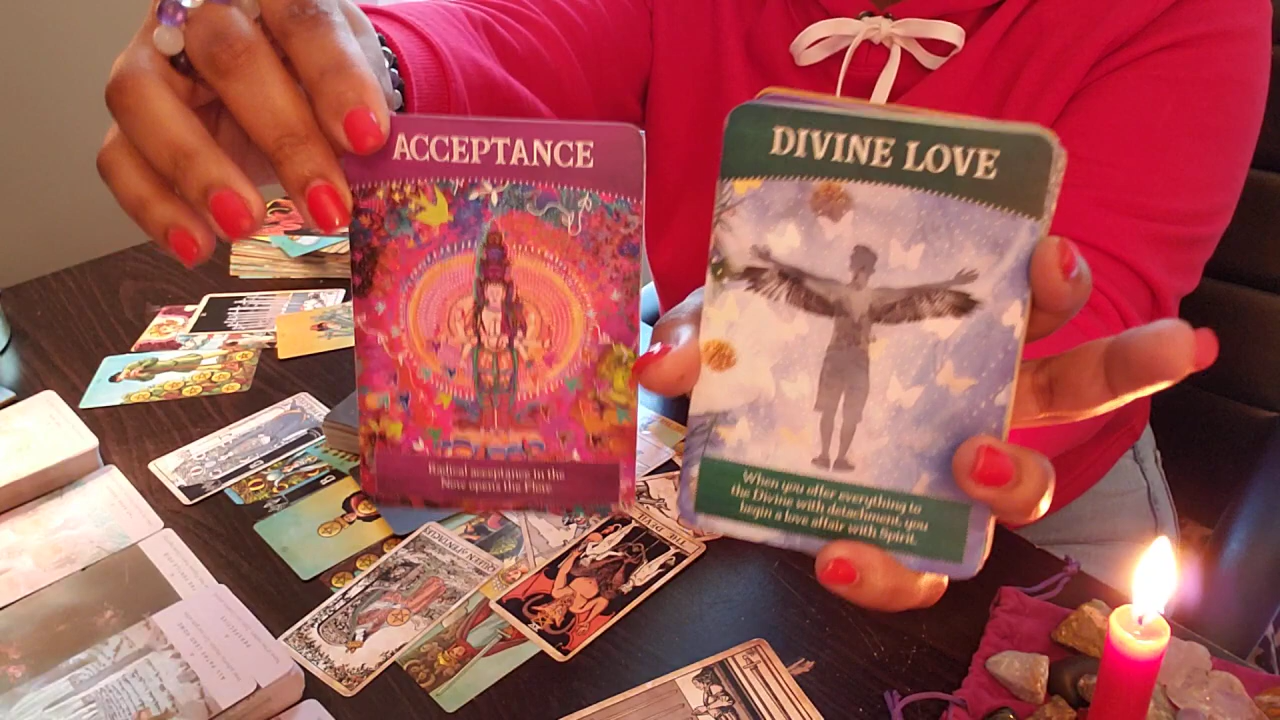 ACCEPTANCE
Radical acceptance in the
Now opens the Flow
DIVINE LOVE
When you offer everything to
the Divine with detachment, you
begin a love affair with Spirit.
THE DEVIL
OF PENTACLES